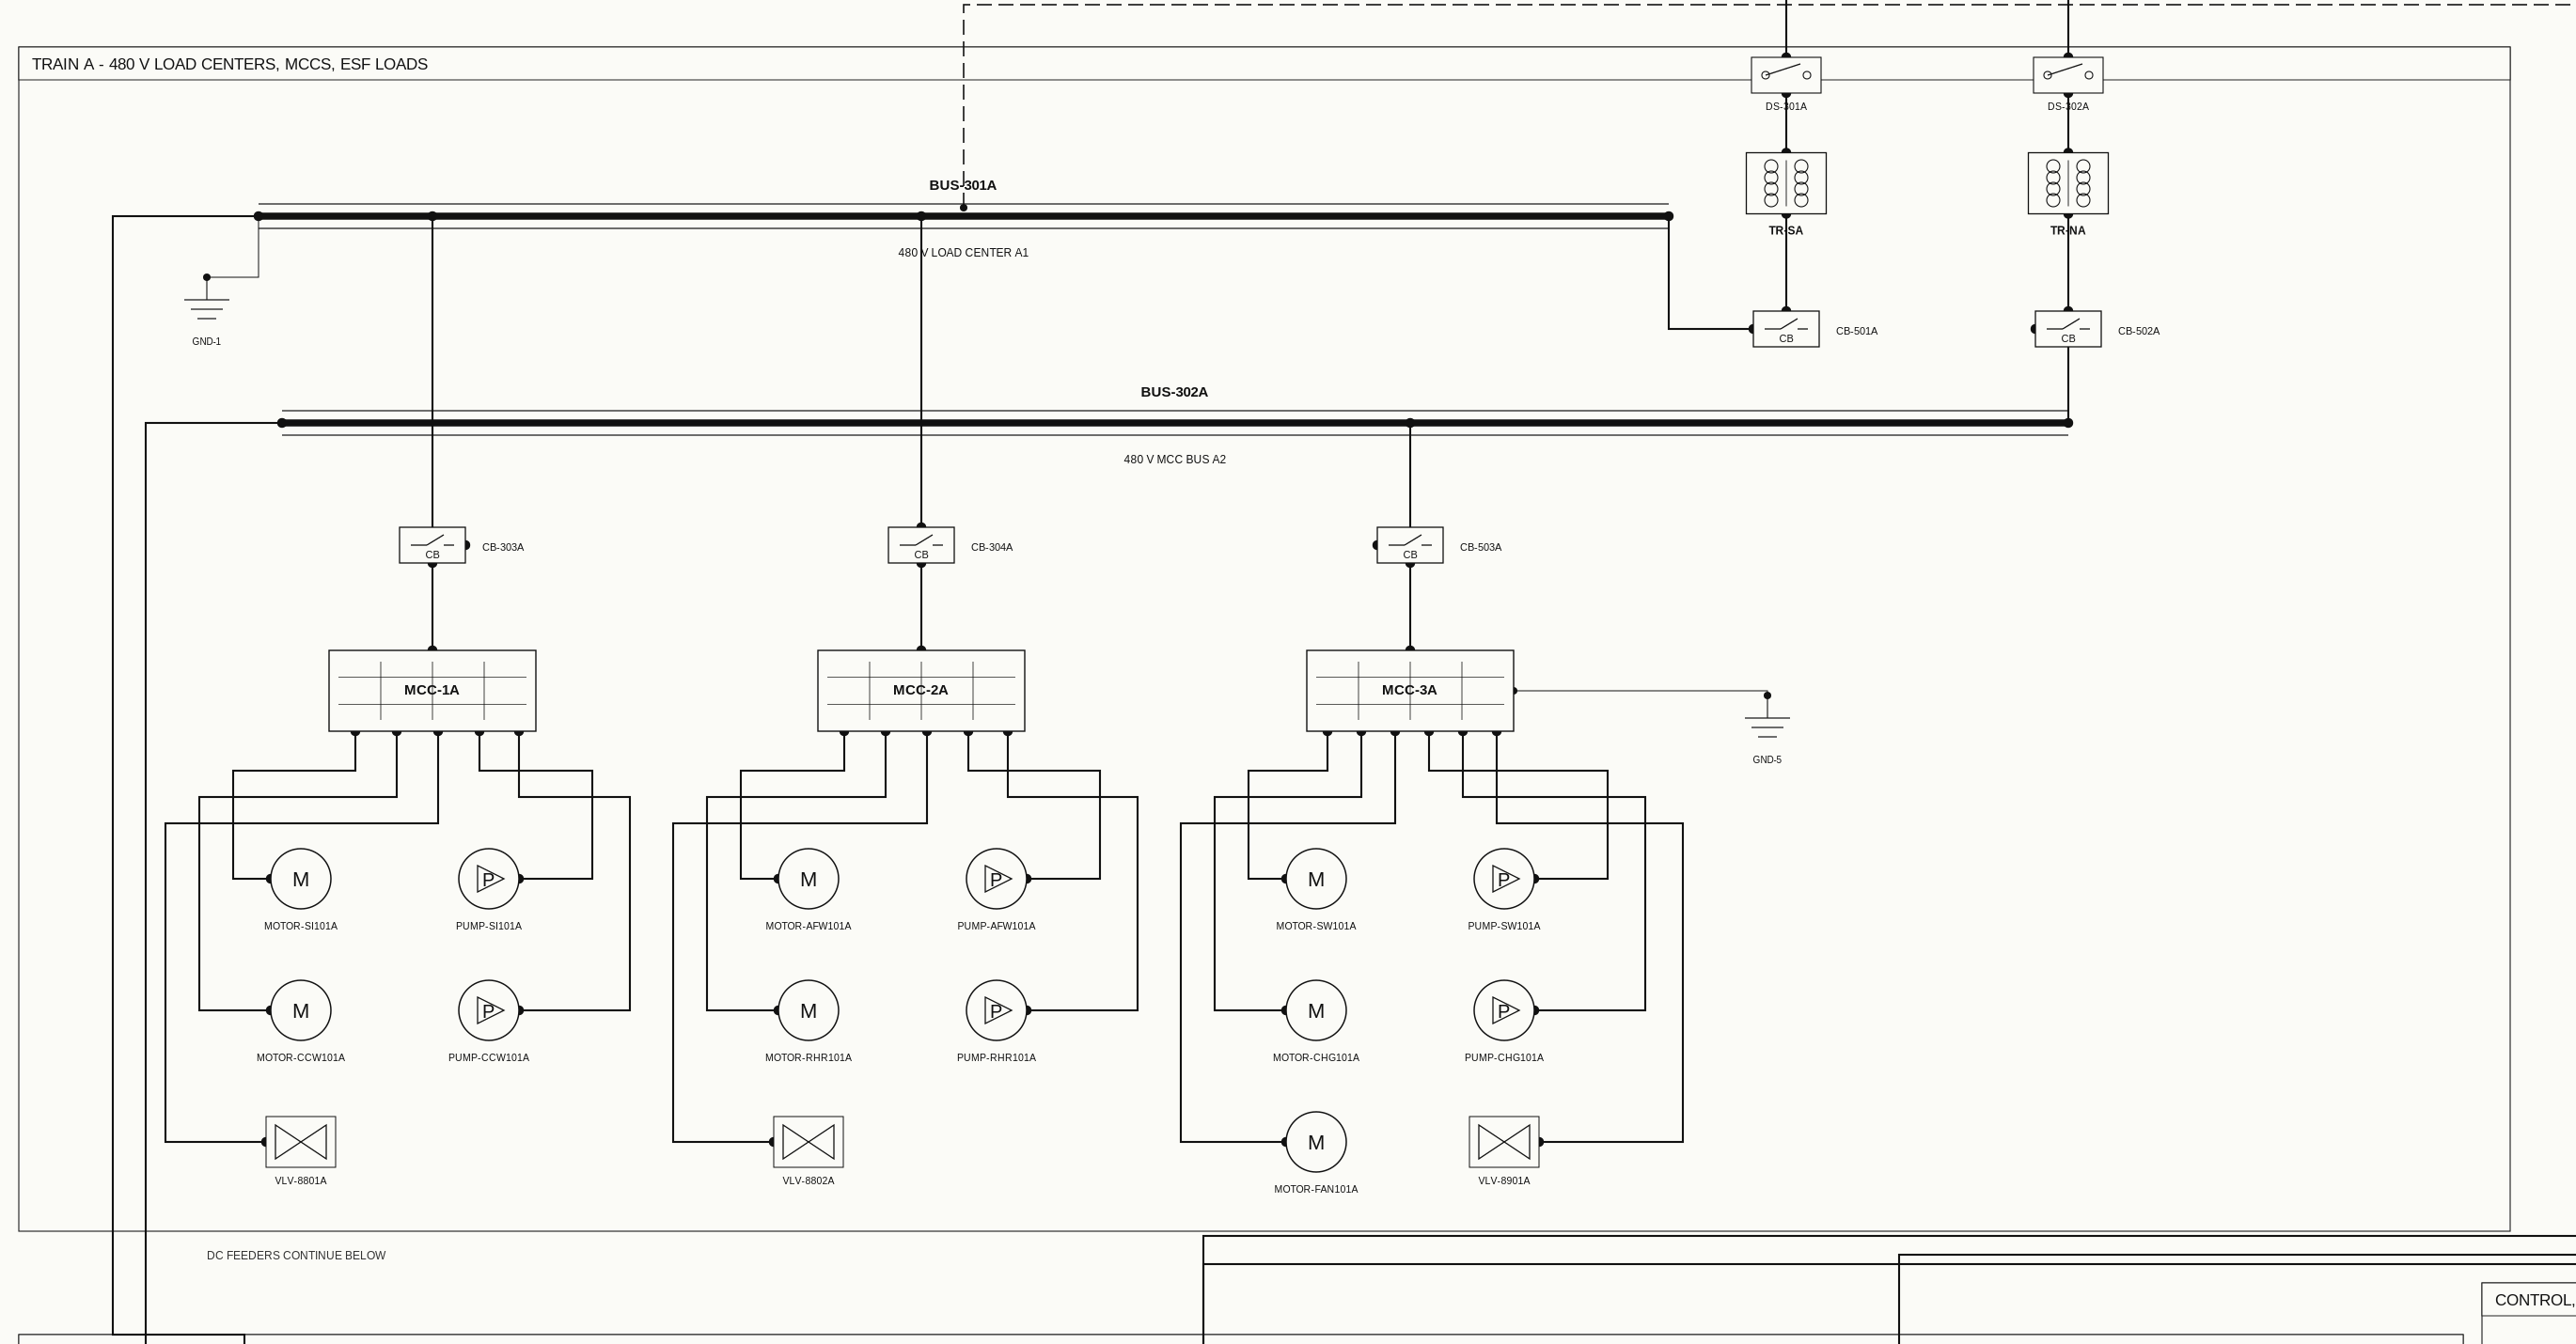 TRAIN A - 480 V LOAD CENTERS, MCCS, ESF LOADS
DS-301A
DS-302A
BUS-301A
TR-SA
TR-NA
480 V LOAD CENTER A1
GND-1
CB
CB-501A
CB
CB-502A
BUS-302A
480 V MCC BUS A2
CB
CB-303A
CB
CB-304A
CB
CB-503A
MCC-1A
MCC-2A
MCC-3A
GND-5
M
P
M
P
M
P
MOTOR-SI101A
PUMP-SI101A
MOTOR-AFW101A
PUMP-AFW101A
MOTOR-SW101A
PUMP-SW101A
M
P
M
P
M
P
MOTOR-CCW101A
PUMP-CCW101A
MOTOR-RHR101A
PUMP-RHR101A
MOTOR-CHG101A
PUMP-CHG101A
M
VLV-8801A
VLV-8802A
MOTOR-FAN101A
VLV-8901A
DC FEEDERS CONTINUE BELOW
CONTROL,